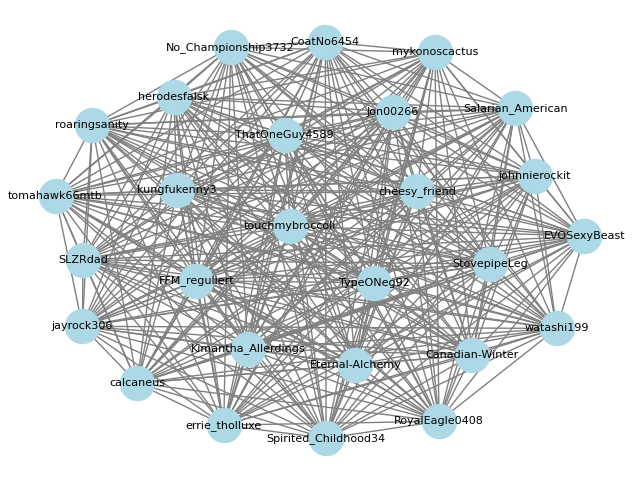 CoatNo6454
No_Championship3732
mykonoscactus
herodesfalsk
Jon00266
Salarian_American
roaringsanity
ThatOneGuy4589
johnnierockit
kungfukenny3
cheesy_friend
tomahawk66mtb
touchmybroccoli
EVOSexyBeast
SLZRdad
StovepipeLeg
FFM_reguliert
TypeONeg92
jayrock306
watashi199
Kimantha_Allerdings
Canadian-Winter
Eternal-Alchemy
calcaneus
RoyalEagle0408
errie_tholluxe
Spirited_Childhood34